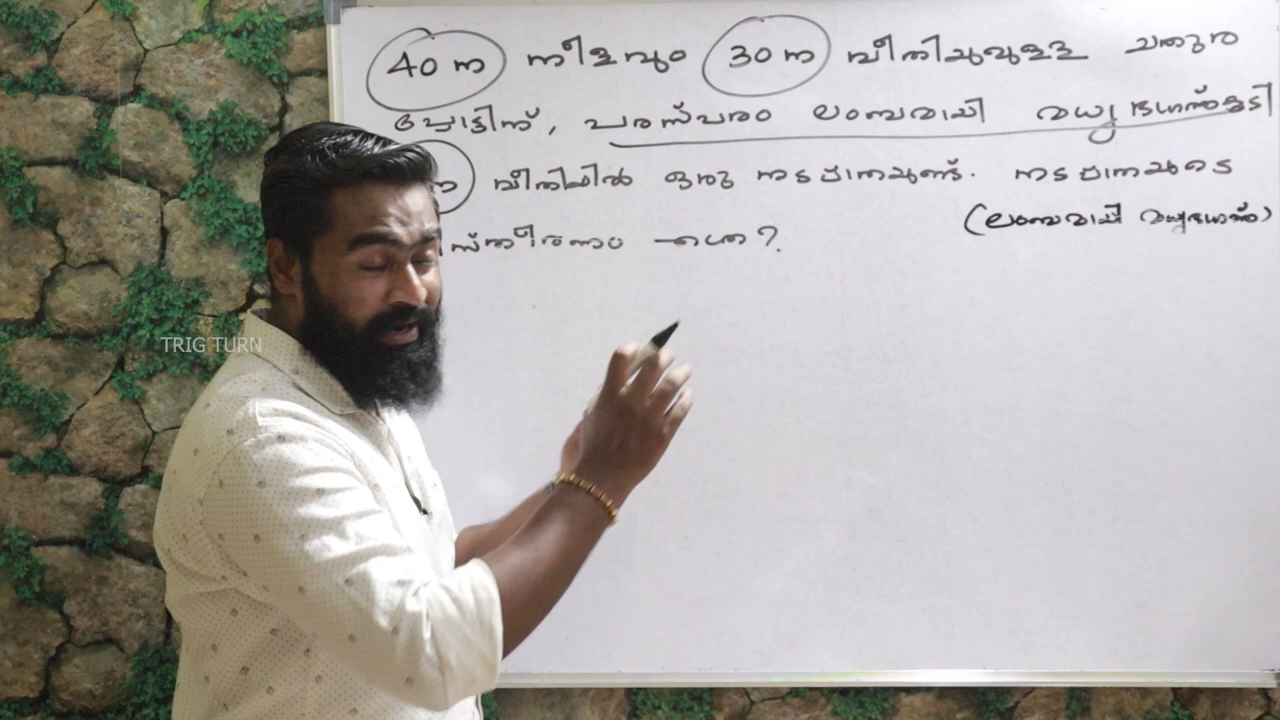 40 m നീളവും 30 m വീതിയുമുള്ള ചതുര
പ്പൂന്തോട്ടത്തിന്, പരസ്പരം ലംബമായി മധ്യഭാഗത്തുകൂടി
m വീതിയിൽ ഒരു നടപ്പാതയുണ്ട്. നടപ്പാതയുടെ
സ്തീർണം എത്ര?
(ലംബമായി മധ്യഭാഗത്ത്)
TRIG TURN